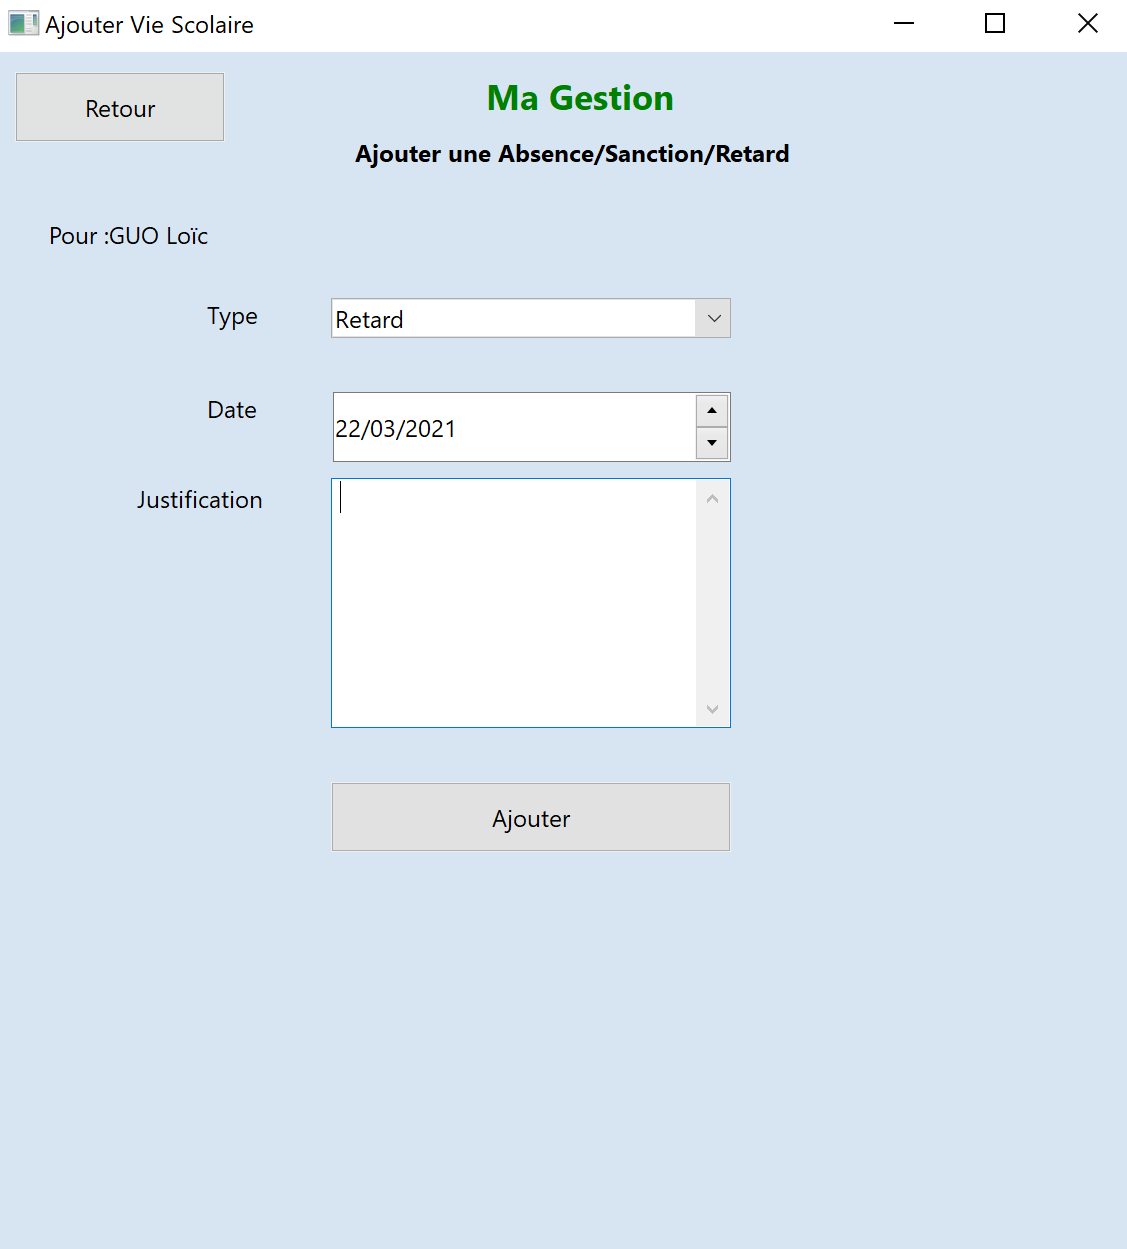 Ajouter Vie Scolaire
Retour
Ma Gestion
Ajouter une Absence/Sanction/Retard
Pour :GUO Loïc
Type
Retard
Date
22/03/2021
Justification
Ajouter